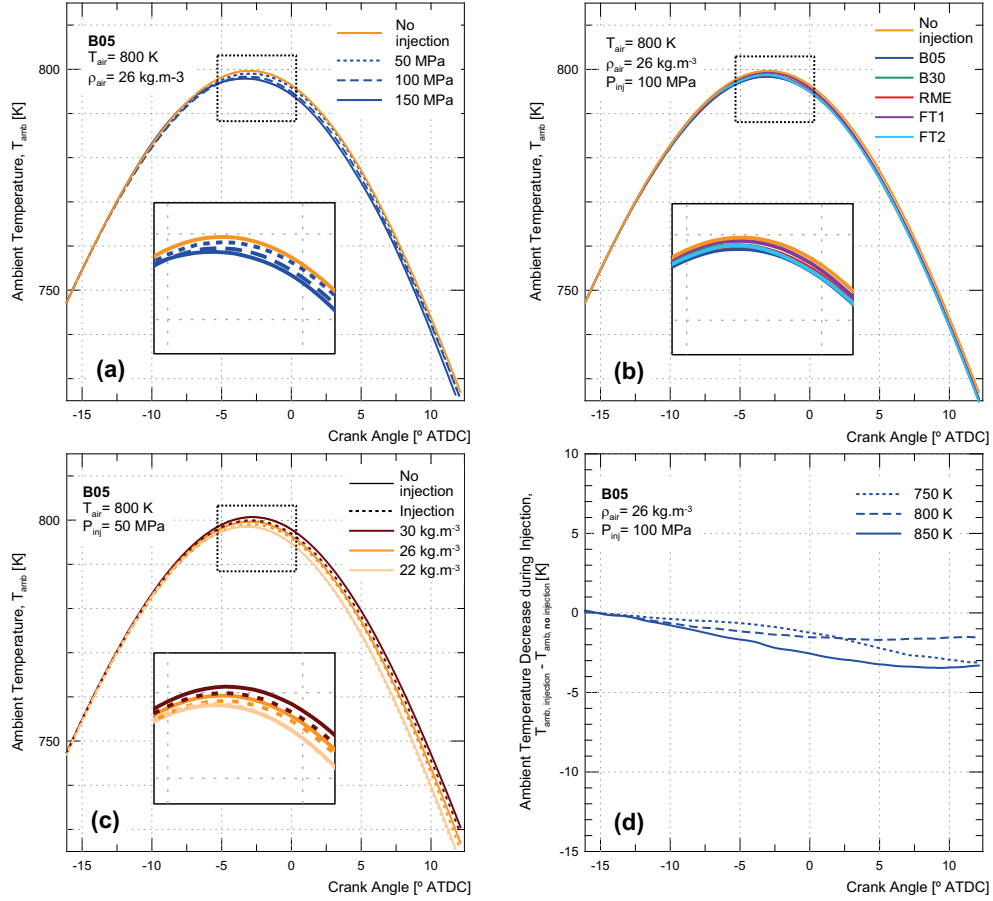 B05
T_air= 800 K
ρ_air= 26 kg.m-3
No
injection
50 MPa
100 MPa
150 MPa
Ambient Temperature, T_amb [K]
800
750
(a)
-15 -10 -5 0 5 10
Crank Angle [º ATDC]
T_air= 800 K
ρ_air= 26 kg.m⁻³
P_inj= 100 MPa
No
injection
B05
B30
RME
FT1
FT2
Ambient Temperature, T_amb [K]
800
750
(b)
-15 -10 -5 0 5 10
Crank Angle [º ATDC]
B05
T_air= 800 K
P_inj= 50 MPa
No
injection
Injection
30 kg.m⁻³
26 kg.m⁻³
22 kg.m⁻³
Ambient Temperature, T_amb [K]
800
750
(c)
-15 -10 -5 0 5 10
Crank Angle [º ATDC]
B05
ρ_air= 26 kg.m⁻³
P_inj= 100 MPa
750 K
800 K
850 K
Ambient Temperature Decrease during Injection,
T_amb, injection - T_amb, no injection [K]
10
5
0
-5
-10
-15
(d)
-15 -10 -5 0 5 10
Crank Angle [º ATDC]